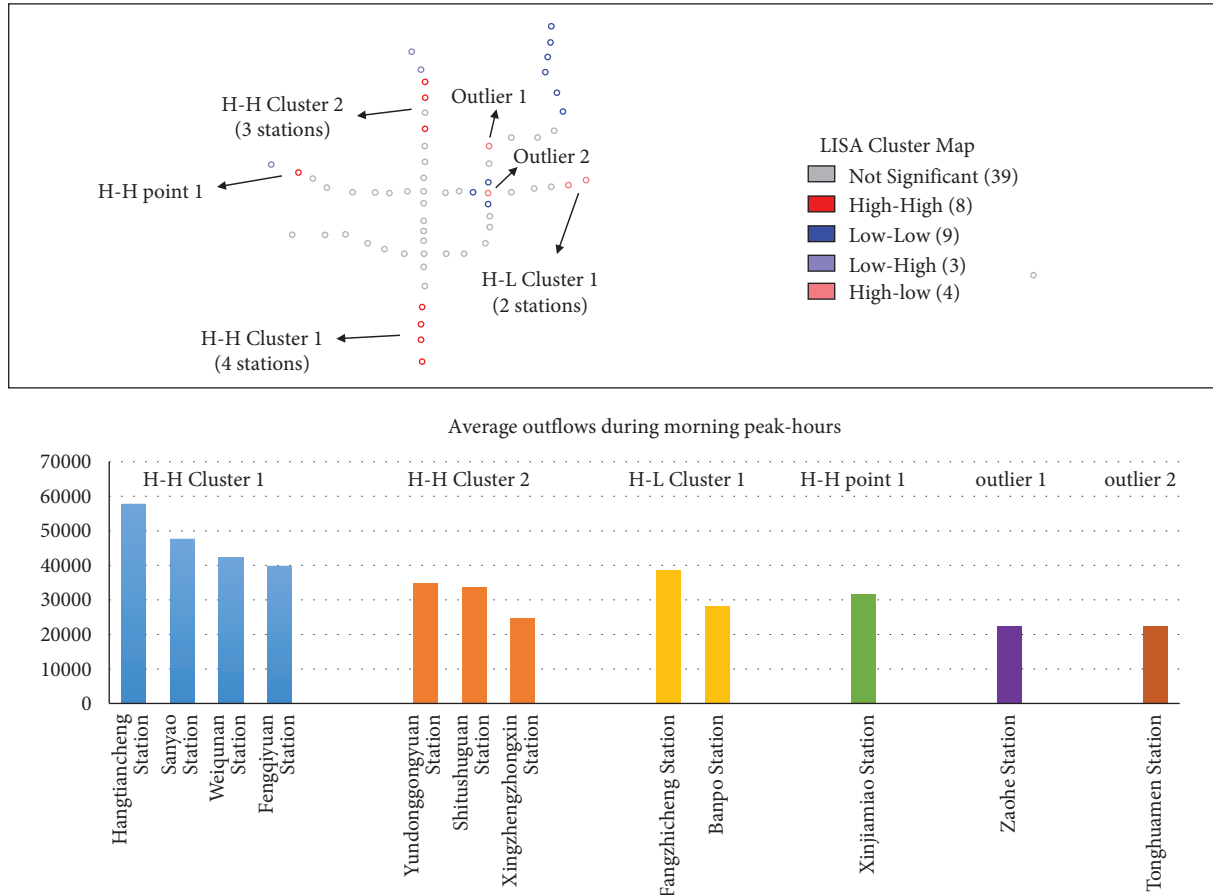 H-H Cluster 2
(3 stations)
Outlier 1
Outlier 2
H-H point 1
H-L Cluster 1
(2 stations)
H-H Cluster 1
(4 stations)
LISA Cluster Map
Not Significant (39)
High-High (8)
Low-Low (9)
Low-High (3)
High-low (4)
Average outflows during morning peak-hours
70000
60000
50000
40000
30000
20000
10000
0
H-H Cluster 1
H-H Cluster 2
H-L Cluster 1
H-H point 1
outlier 1
outlier 2
Hangtiancheng
Station
Sanyao
Station
Weiqunan
Station
Fengqiyuan
Station
Yundonggongyuan
Station
Shitushuguan
Station
Xingzhengzhongxin
Station
Fangzhicheng Station
Banpo Station
Xinjiamiao Station
Zaohe Station
Tonghuamen Station